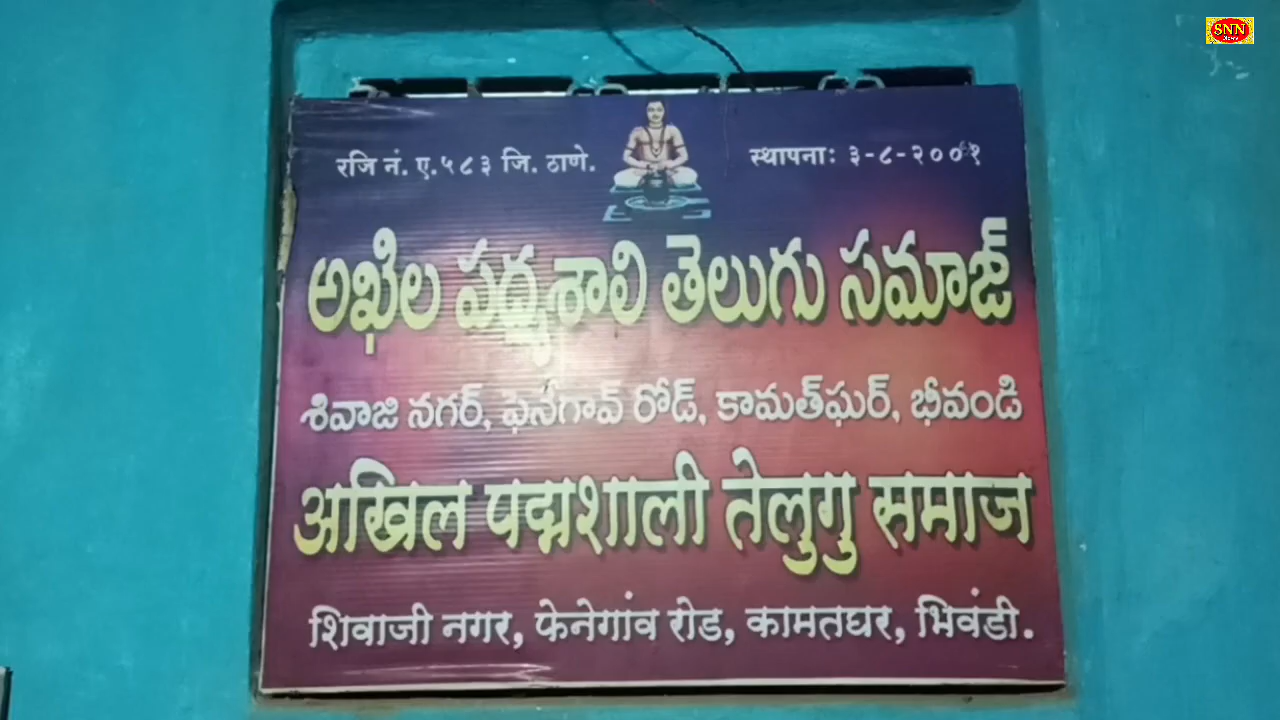 SNN
रजि नं. ए.५८३ जि. ठाणे. स्थापनाः ३-८-२००१
అఖిల పద్మశాలి తెలుగు సమాజ్
శివాజి నగర్, ఫెనేగావ్ రోడ్, కామత్‌ఘర్, భీవండి
अखिल पद्मशाली तेलुगु समाज
शिवाजी नगर, फेनेगांव रोड, कामतघर, भिवंडी.